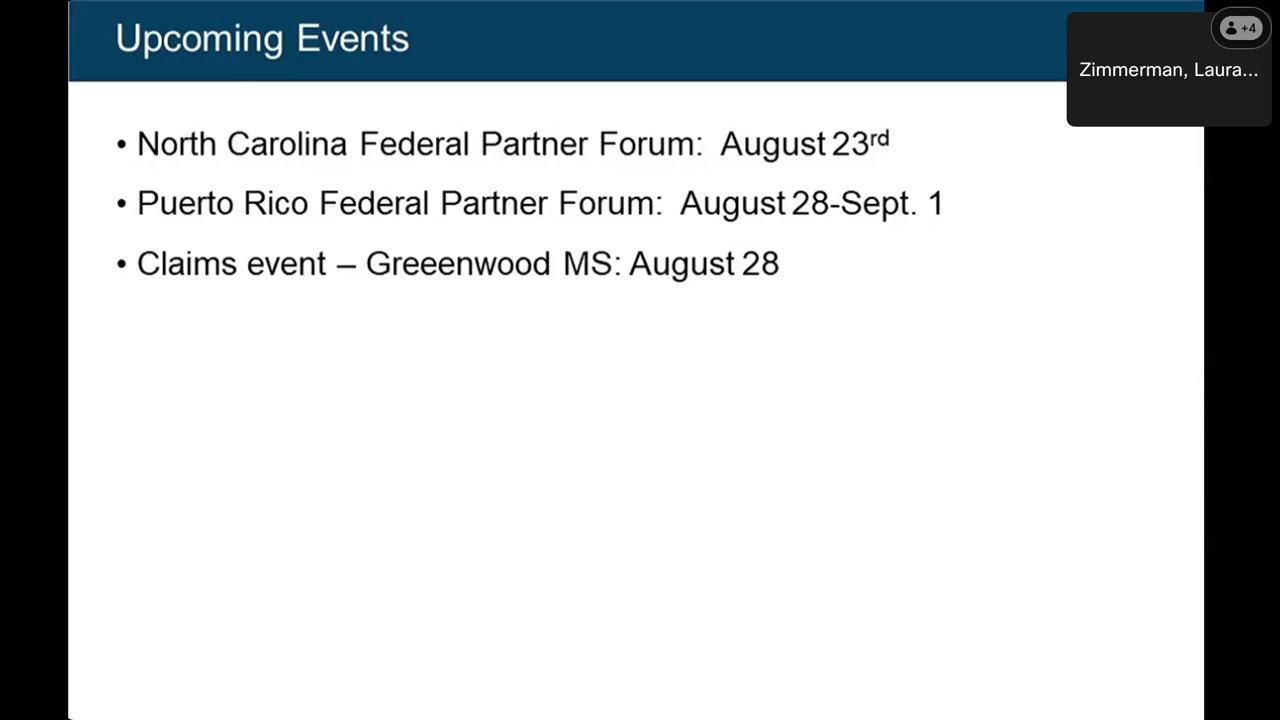 Upcoming Events
+4
Zimmerman, Laura...
• North Carolina Federal Partner Forum: August 23rd
• Puerto Rico Federal Partner Forum: August 28-Sept. 1
• Claims event – Greeenwood MS: August 28